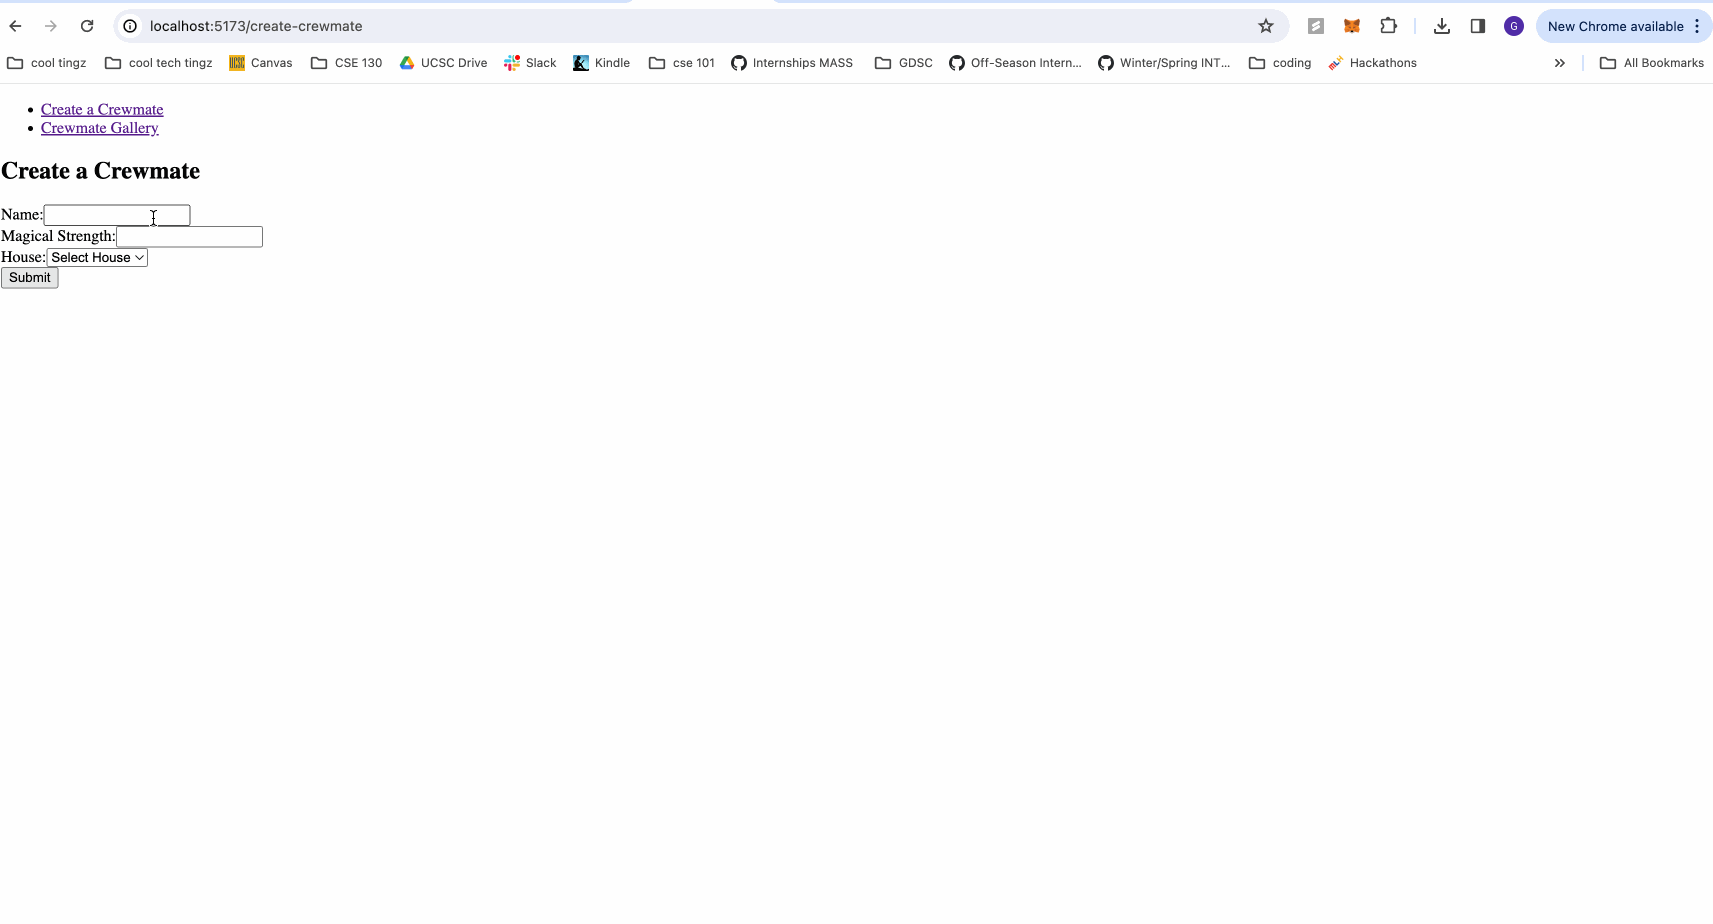 localhost:5173/create-crewmate
G
New Chrome available
cool tingz cool tech tingz Canvas CSE 130 UCSC Drive Slack Kindle cse 101 Internships MASS GDSC Off-Season Intern... Winter/Spring INT... coding Hackathons » All Bookmarks
• Create a Crewmate
• Crewmate Gallery
Create a Crewmate
Name:
Magical Strength:
House: Select House
Submit